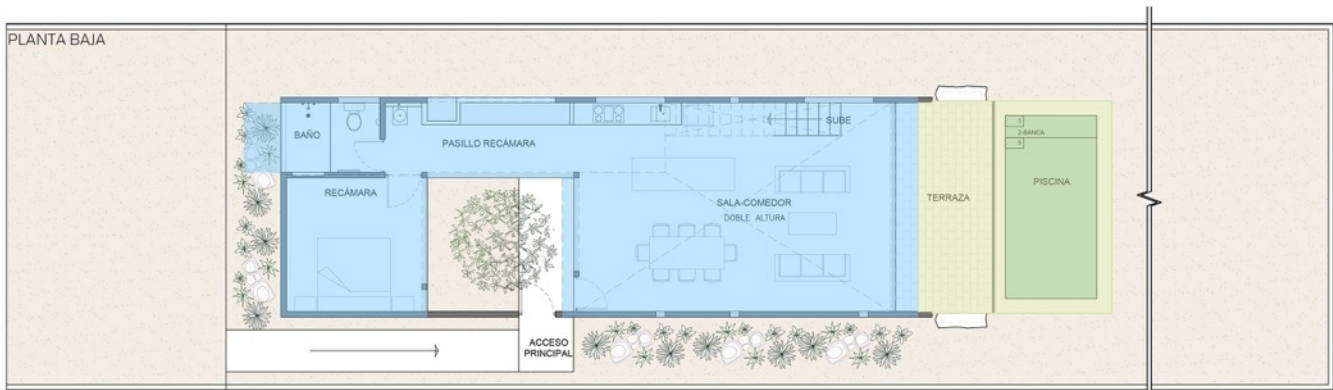 PLANTA BAJA
BAÑO
PASILLO RECÁMARA
SUBE
RECÁMARA
SALA-COMEDOR
DOBLE ALTURA
TERRAZA
1
2-BANCA
3
PISCINA
ACCESO
PRINCIPAL